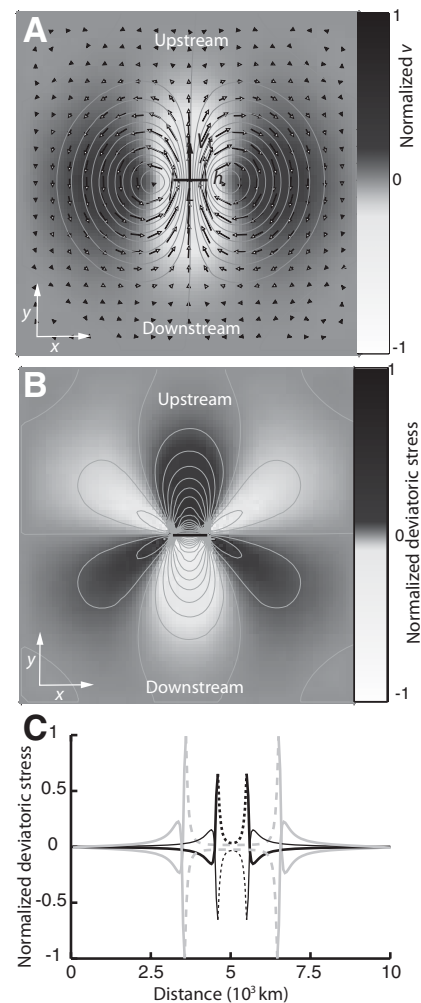 A
Upstream
V
h
Downstream
y
x
1
0
-1
Normalized v
B
Upstream
Downstream
y
x
1
0
-1
Normalized deviatoric stress
C
1
0.5
0
-0.5
-1
Normalized deviatoric stress
0 2.5 5 7.5 10
Distance (10³ km)